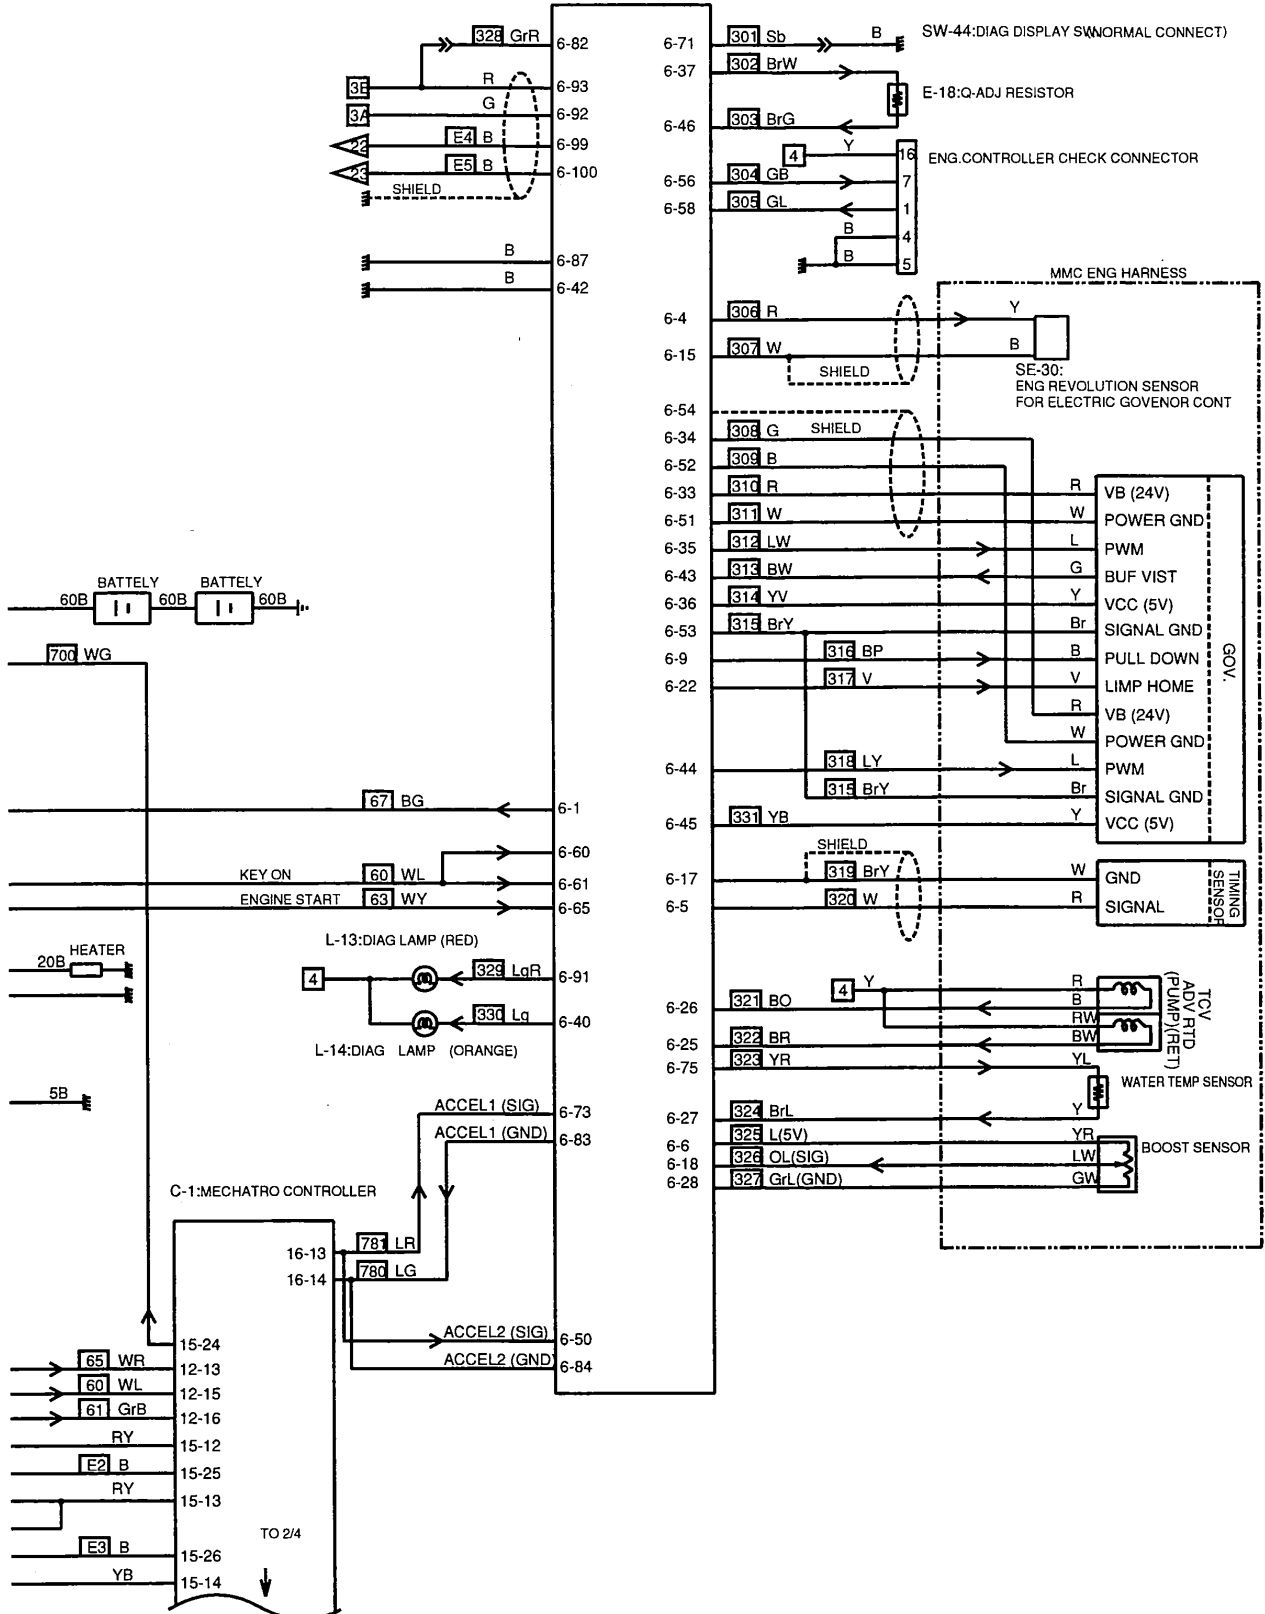 328 GrR
6-82
3B R 6-93
3A G 6-92
22 E4 B 6-99
23 E5 B 6-100
SHIELD
B 6-87
B 6-42
6-71 301 Sb B SW-44:DIAG DISPLAY SW(NORMAL CONNECT)
6-37 302 BrW
E-18:Q-ADJ RESISTOR
6-46 303 BrG
4 Y 16 ENG.CONTROLLER CHECK CONNECTOR
6-56 304 GB 7
6-58 305 GL 1
B 4
B 5
MMC ENG HARNESS
6-4 306 R Y
6-15 307 W B
SHIELD
SE-30:
ENG REVOLUTION SENSOR
FOR ELECTRIC GOVENOR CONT
6-54
SHIELD
6-34 308 G
6-52 309 B
6-33 310 R R VB (24V)
6-51 311 W W POWER GND
6-35 312 LW L PWM
6-43 313 BW G BUF VIST
6-36 314 YV Y VCC (5V)
6-53 315 BrY Br SIGNAL GND
6-9 316 BP B PULL DOWN
6-22 317 V V LIMP HOME
R VB (24V)
W POWER GND
6-44 318 LY L PWM
315 BrY Br SIGNAL GND
6-45 331 YB Y VCC (5V)
GOV.
SHIELD
6-17 319 BrY W GND
6-5 320 W R SIGNAL
TIMING
SENSOR
4 Y R
6-26 321 BO B
RW
6-25 322 BR BW
TCV
ADV RTD
(PUMP)(RET)
6-75 323 YR YL
WATER TEMP SENSOR
6-27 324 BrL Y
6-6 325 L(5V) YR
BOOST SENSOR
6-18 326 OL(SIG) LW
6-28 327 GrL(GND) GW
BATTELY BATTELY
60B 60B 60B
700 WG
67 BG 6-1
6-60
KEY ON 60 WL 6-61
ENGINE START 63 WY 6-65
20B HEATER
L-13:DIAG LAMP (RED)
4 329 LgR 6-91
330 Lg 6-40
L-14:DIAG LAMP (ORANGE)
5B
ACCEL1 (SIG) 6-73
ACCEL1 (GND) 6-83
C-1:MECHATRO CONTROLLER
16-13 781 LR
16-14 780 LG
ACCEL2 (SIG) 6-50
ACCEL2 (GND) 6-84
15-24
65 WR 12-13
60 WL 12-15
61 GrB 12-16
RY 15-12
E2 B 15-25
RY 15-13
TO 2/4
E3 B 15-26
YB 15-14